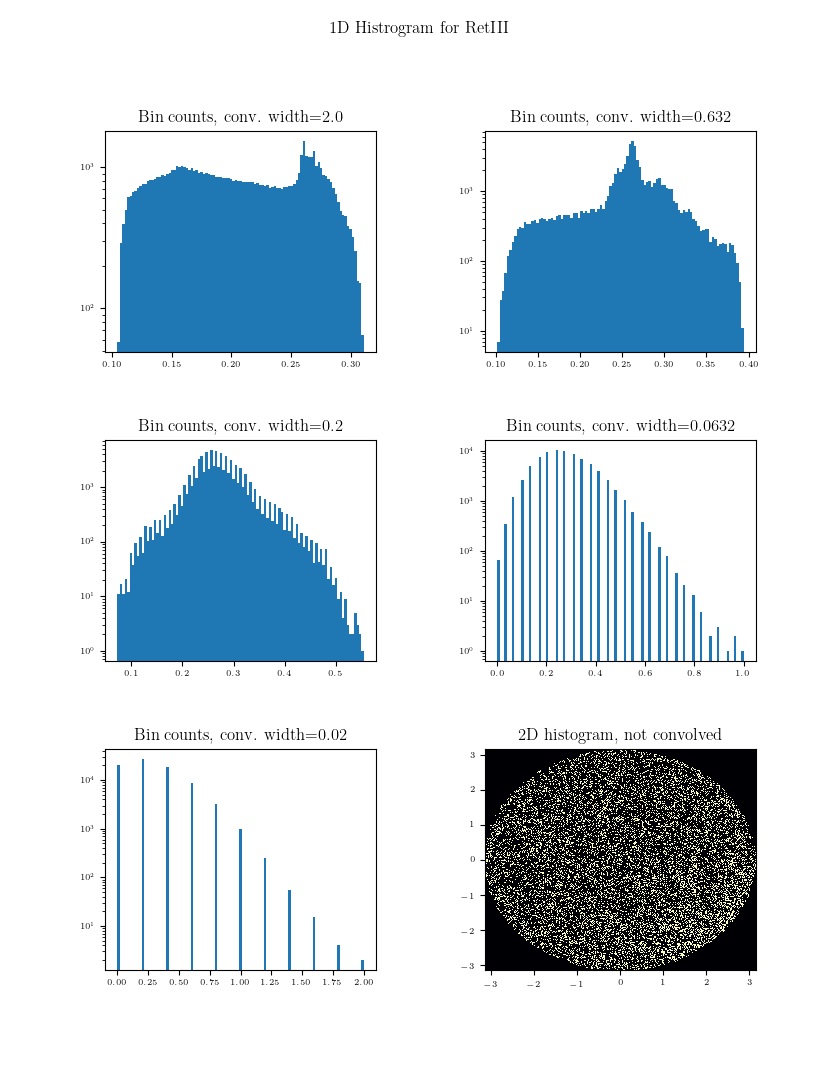 1D Histrogram for RetIII
Bin counts, conv. width=2.0
10³
10²
0.10 0.15 0.20 0.25 0.30
Bin counts, conv. width=0.632
10³
10²
10¹
0.10 0.15 0.20 0.25 0.30 0.35 0.40
Bin counts, conv. width=0.2
10³
10²
10¹
10⁰
0.1 0.2 0.3 0.4 0.5
Bin counts, conv. width=0.0632
10⁴
10³
10²
10¹
10⁰
0.0 0.2 0.4 0.6 0.8 1.0
Bin counts, conv. width=0.02
10⁴
10³
10²
10¹
0.00 0.25 0.50 0.75 1.00 1.25 1.50 1.75 2.00
2D histogram, not convolved
3
2
1
0
−1
−2
−3
−3 −2 −1 0 1 2 3